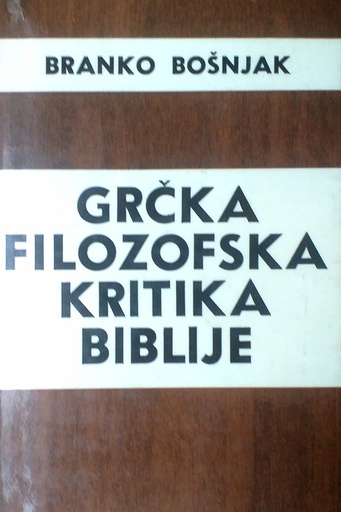 BRANKO BOŠNJAK
GRČKA
FILOZOFSKA
KRITIKA
BIBLIJE